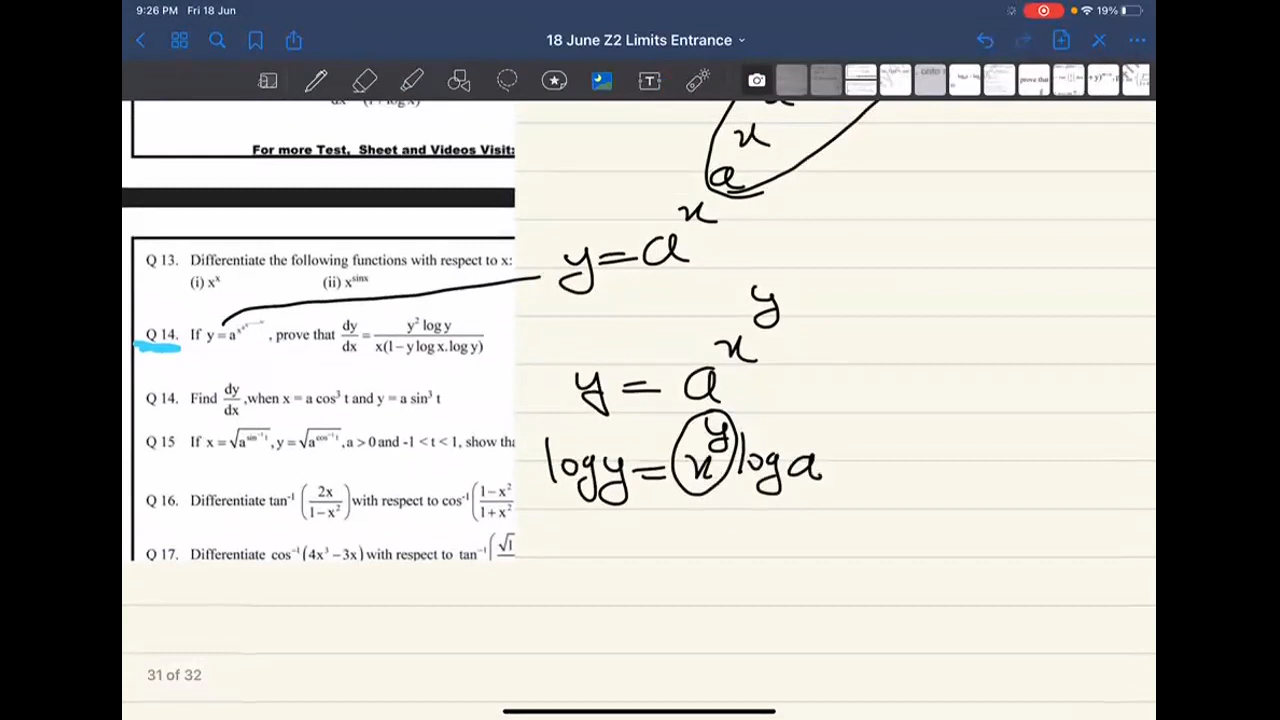 9:26 PM Fri 18 Jun
19%
18 June Z2 Limits Entrance
For more Test, Sheet and Videos Visit:
Q 13. Differentiate the following functions with respect to x:
(i) xˣ (ii) x^sinx
Q 14. If y = a^x^, prove that dy/dx = y² log y / x(1 – y log x. log y)
Q 14. Find dy/dx ,when x = a cos³ t and y = a sin³ t
Q 15 If x = √(a^sin⁻¹t), y = √(a^cos⁻¹t), a > 0 and -1 < t < 1, show tha
Q 16. Differentiate tan⁻¹ (2x / 1 – x²) with respect to cos⁻¹ (1 – x² / 1 + x²
Q 17. Differentiate cos⁻¹ (4x³ – 3x) with respect to tan⁻¹ (√1
x
a
y = a^x
y = a^x^y
log y = x^y log a
31 of 32